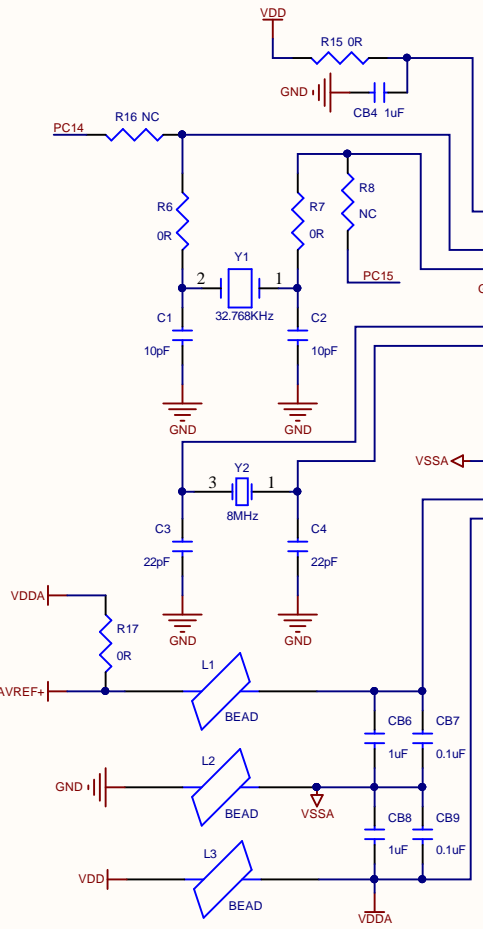 VDD
R15 0R
GND
CB4 1uF
R16 NC
PC14
R6
0R
R7
0R
R8
NC
Y1
2
1
32.768KHz
PC15
C1
10pF
C2
10pF
GND
GND
VSSA
Y2
3
1
8MHz
C3
22pF
C4
22pF
VDDA
GND
GND
R17
0R
L1
AVREF+
BEAD
CB6
CB7
1uF
0.1uF
L2
GND
BEAD
VSSA
CB8
CB9
1uF
0.1uF
L3
VDD
BEAD
VDDA